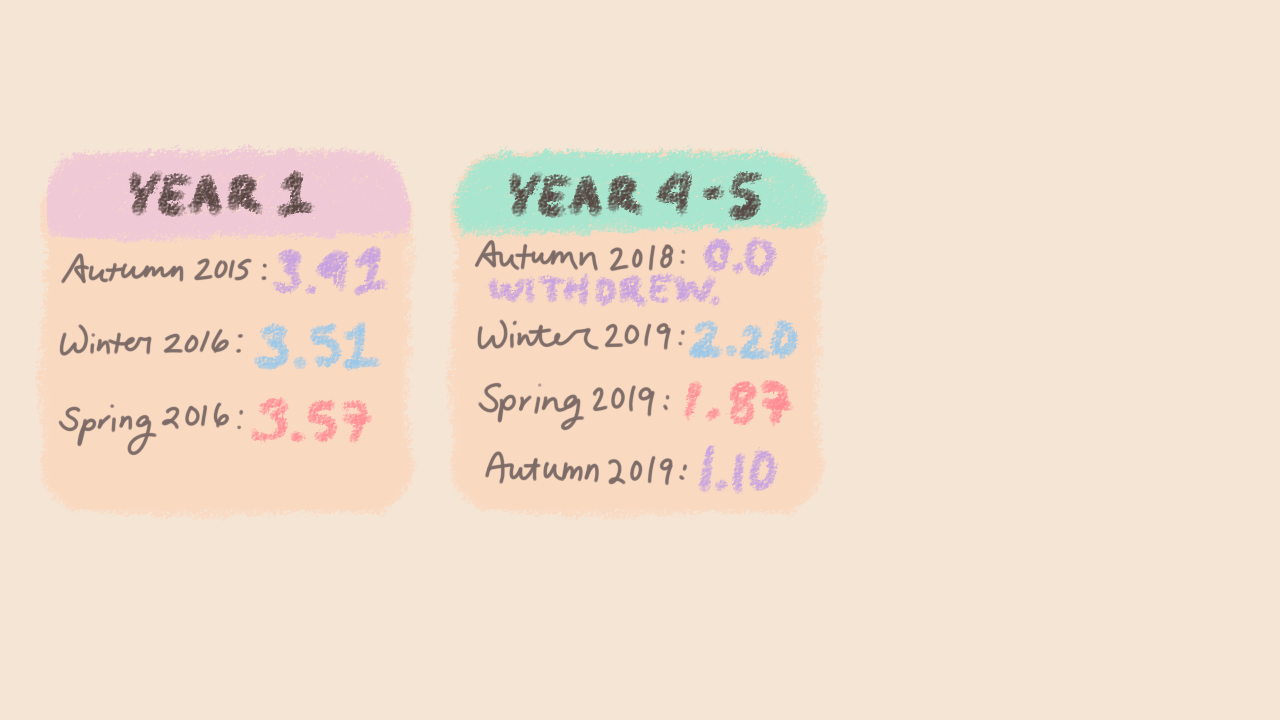 YEAR 1
Autumn 2015: 3.91
Winter 2016: 3.51
Spring 2016: 3.57
YEAR 4-5
Autumn 2018: 0.0
WITHDREW.
Winter 2019: 2.20
Spring 2019: 1.87
Autumn 2019: 1.10